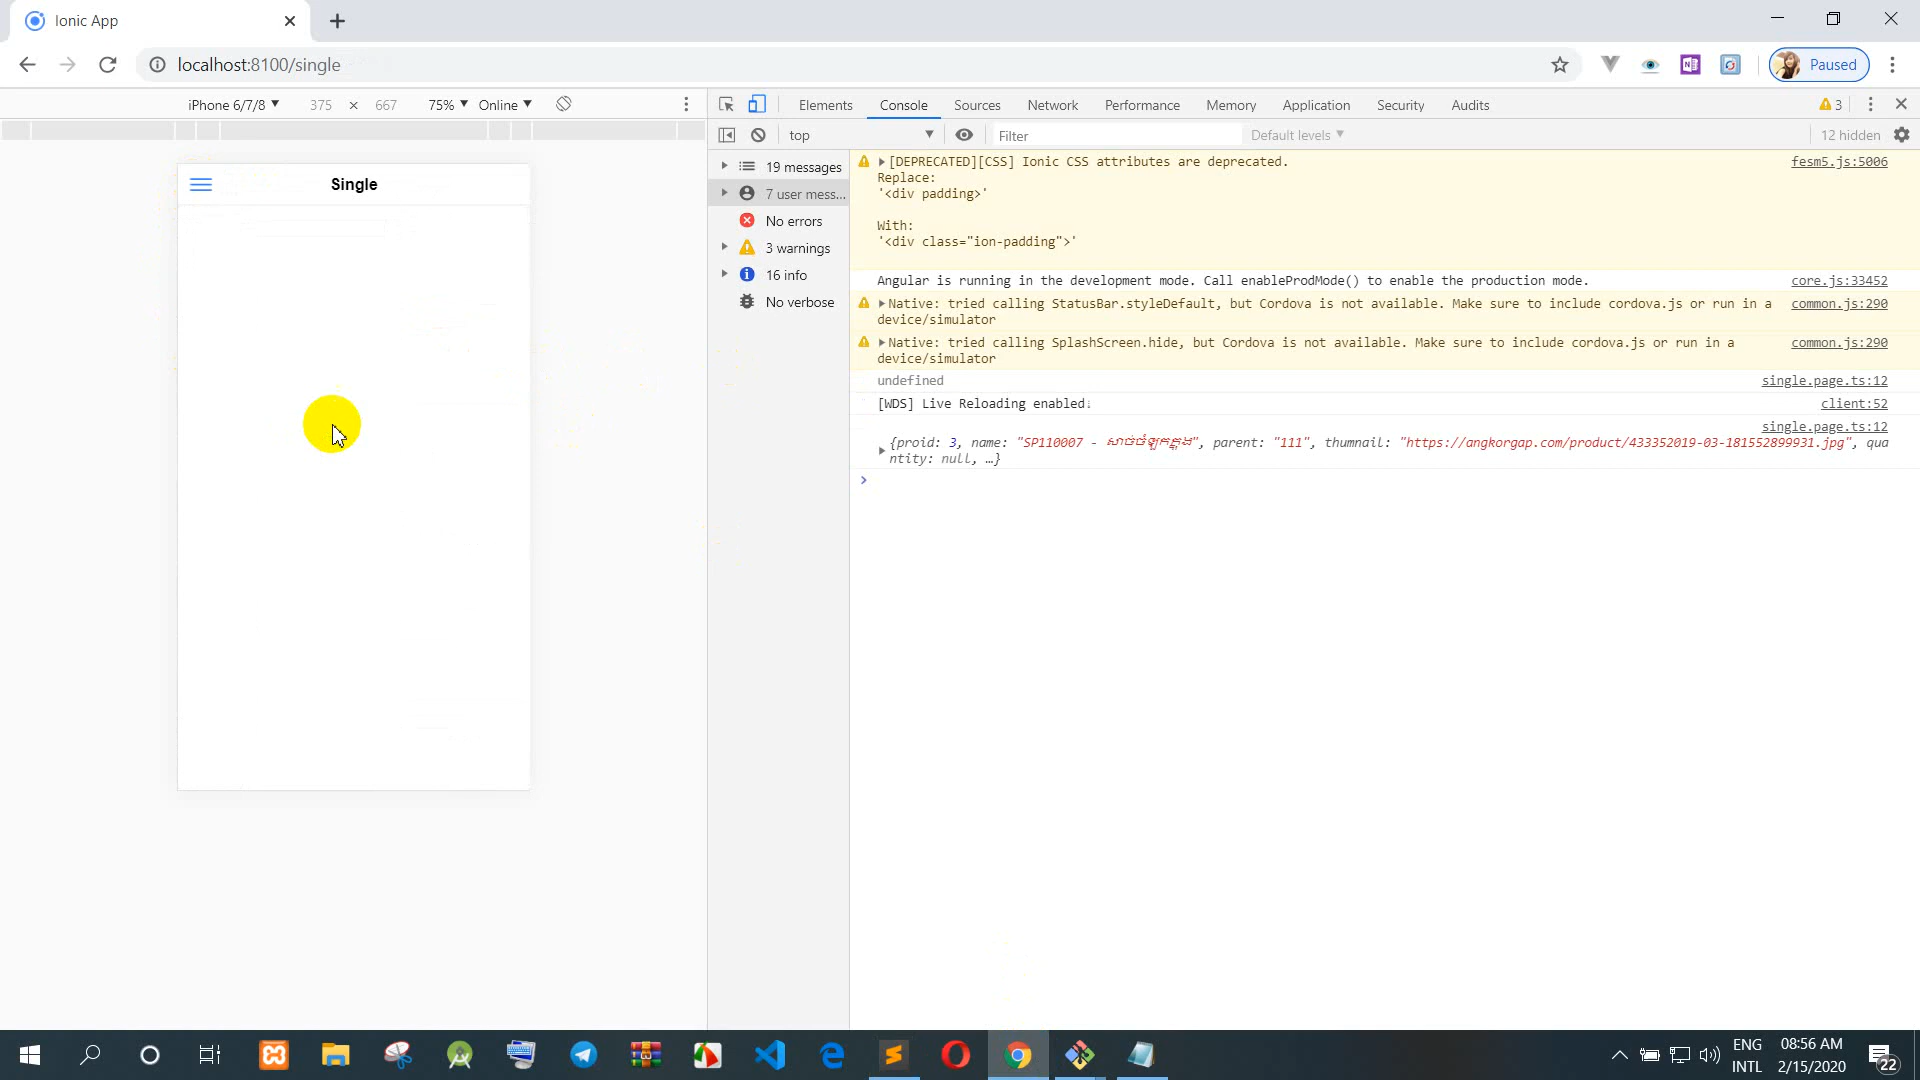 Ionic App
localhost:8100/single
Paused
iPhone 6/7/8 375 × 667 75% Online
Elements Console Sources Network Performance Memory Application Security Audits 3
top Filter Default levels 12 hidden
Single
19 messages
7 user mess...
No errors
3 warnings
16 info
No verbose
[DEPRECATED][CSS] Ionic CSS attributes are deprecated. fesm5.js:5006
Replace:
'<div padding>'
With:
'<div class="ion-padding">'
Angular is running in the development mode. Call enableProdMode() to enable the production mode. core.js:33452
Native: tried calling StatusBar.styleDefault, but Cordova is not available. Make sure to include cordova.js or run in a common.js:290
device/simulator
Native: tried calling SplashScreen.hide, but Cordova is not available. Make sure to include cordova.js or run in a common.js:290
device/simulator
undefined single.page.ts:12
[WDS] Live Reloading enabled. client:52
single.page.ts:12
{proid: 3, name: "SP110007 - ", parent: "111", thumnail: "https://angkorgap.com/product/433352019-03-181552899931.jpg", qua
ntity: null, …}
ENG 08:56 AM
INTL 2/15/2020
22